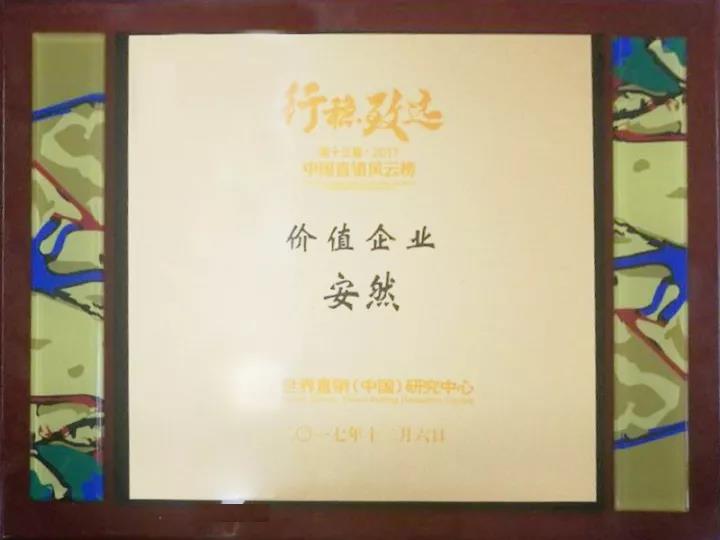 行稳致远
第十三届·2017
中国直销风云榜
价值企业
安然
世界直销(中国)研究中心
二〇一七年十二月六日